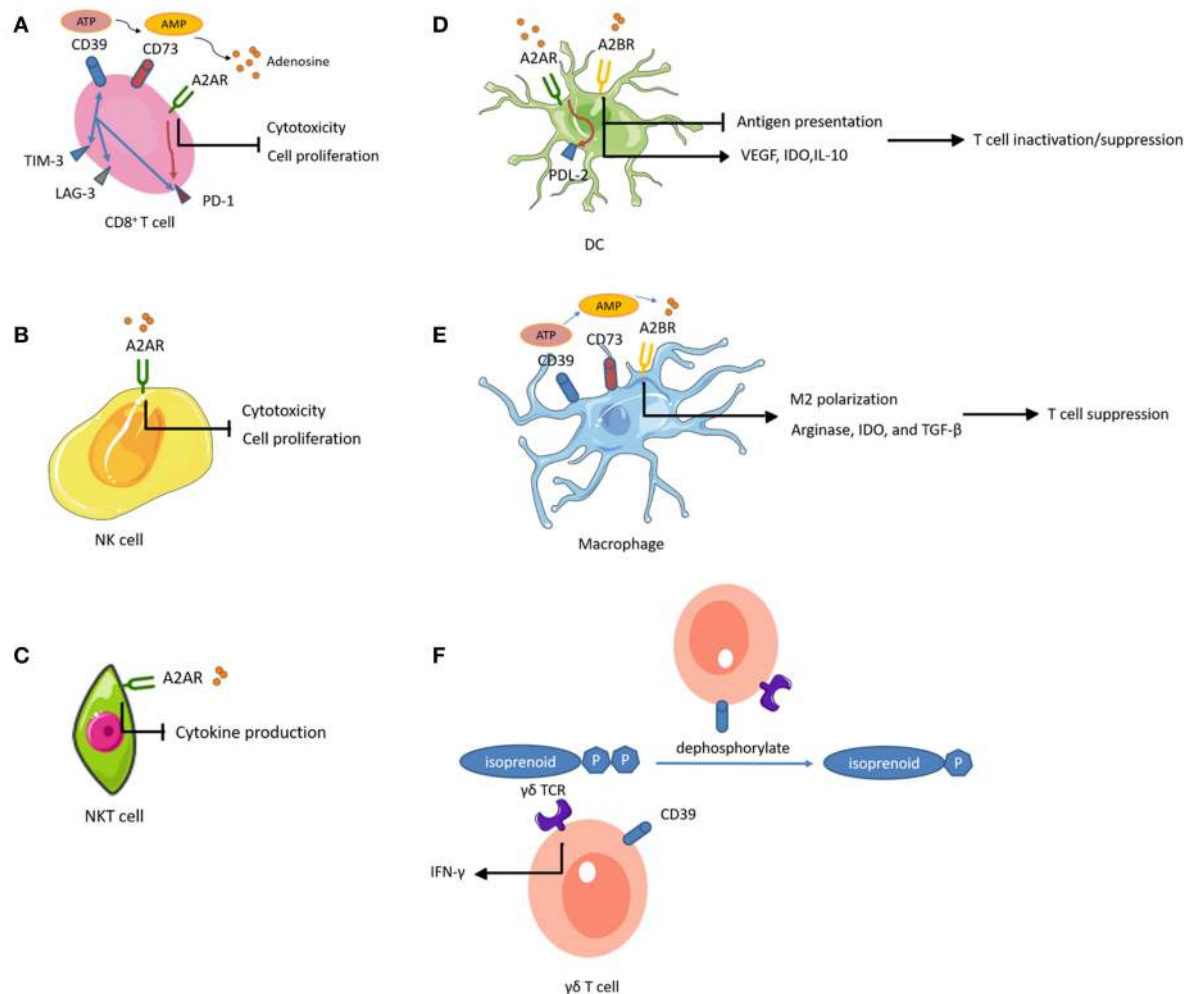 A
ATP
AMP
CD39
CD73
Adenosine
A2AR
Cytotoxicity
Cell proliferation
TIM-3
LAG-3
PD-1
CD8+ T cell
B
A2AR
Cytotoxicity
Cell proliferation
NK cell
C
A2AR
Cytokine production
NKT cell
D
A2BR
A2AR
Antigen presentation
VEGF, IDO,IL-10
T cell inactivation/suppression
PDL-2
DC
E
AMP
ATP
A2BR
CD73
CD39
M2 polarization
Arginase, IDO, and TGF-β
T cell suppression
Macrophage
F
dephosphorylate
isoprenoid P P
isoprenoid P
γδ TCR
CD39
IFN-γ
γδ T cell